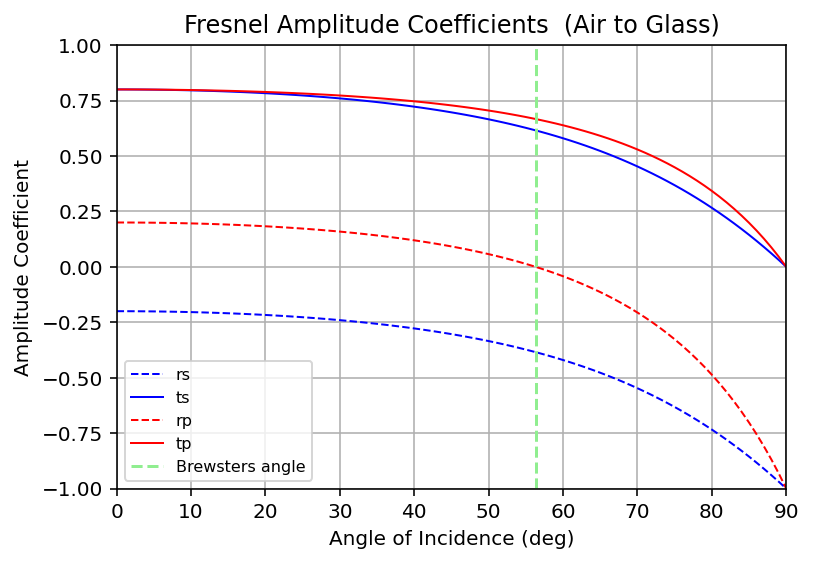 Fresnel Amplitude Coefficients  (Air to Glass)
Amplitude Coefficient
1.00
0.75
0.50
0.25
0.00
−0.25
−0.50
−0.75
−1.00
rs
ts
rp
tp
Brewsters angle
0 10 20 30 40 50 60 70 80 90
Angle of Incidence (deg)